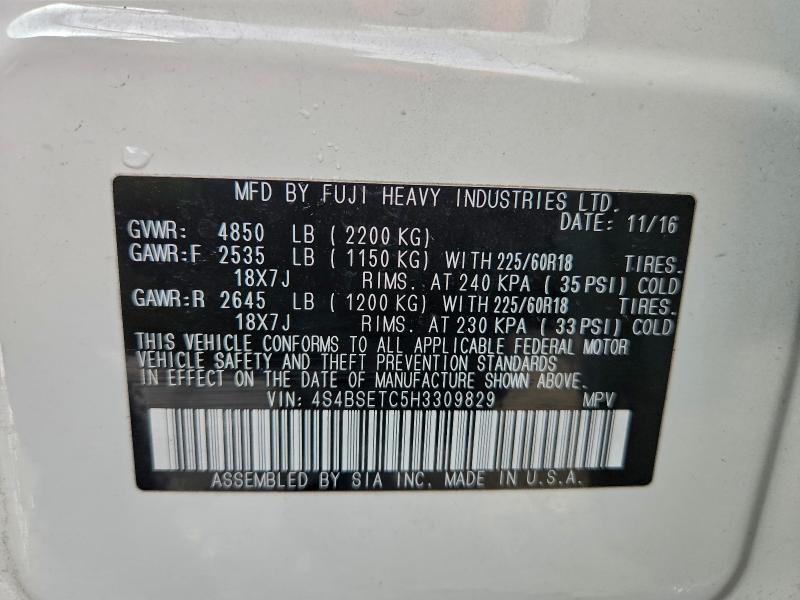 MFD BY FUJI HEAVY INDUSTRIES LTD.
DATE: 11/16
GVWR: 4850 LB ( 2200 KG)
GAWR:F 2535 LB ( 1150 KG) WITH 225/60R18 TIRES.
18X7J RIMS. AT 240 KPA ( 35 PSI) COLD
GAWR:R 2645 LB ( 1200 KG) WITH 225/60R18 TIRES.
18X7J RIMS. AT 230 KPA ( 33 PSI) COLD
THIS VEHICLE CONFORMS TO ALL APPLICABLE FEDERAL MOTOR
VEHICLE SAFETY AND THEFT PREVENTION STANDARDS
IN EFFECT ON THE DATE OF MANUFACTURE SHOWN ABOVE.
VIN: 4S4BSETC5H3309829 MPV
ASSEMBLED BY SIA INC. MADE IN U.S.A.